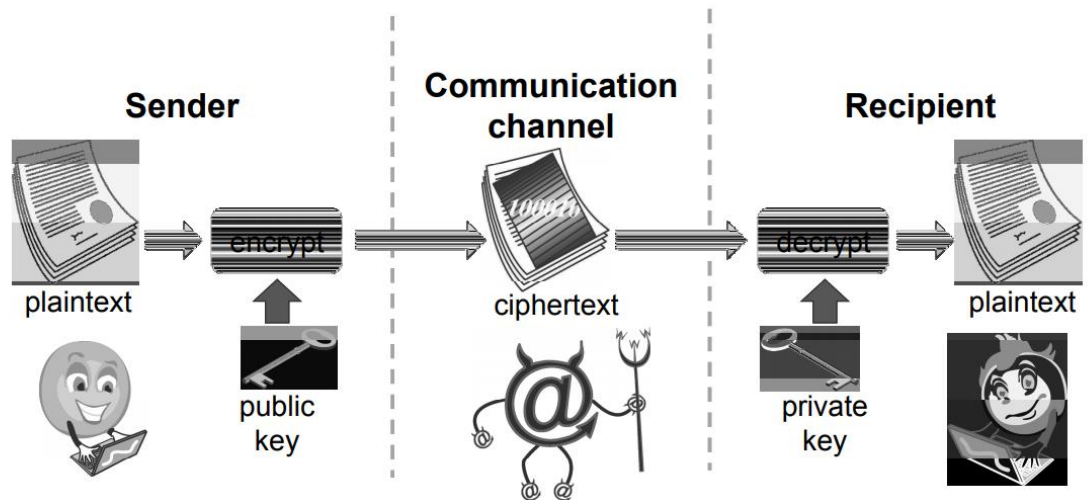 Sender
Communication
channel
Recipient
encrypt
decrypt
plaintext
ciphertext
plaintext
public
key
private
key